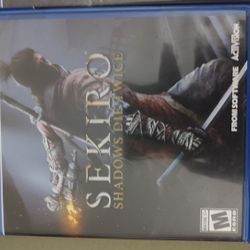 SEKIRO
SHADOWS DIE TWICE
FROMSOFTWARE
ACTIVISION
M